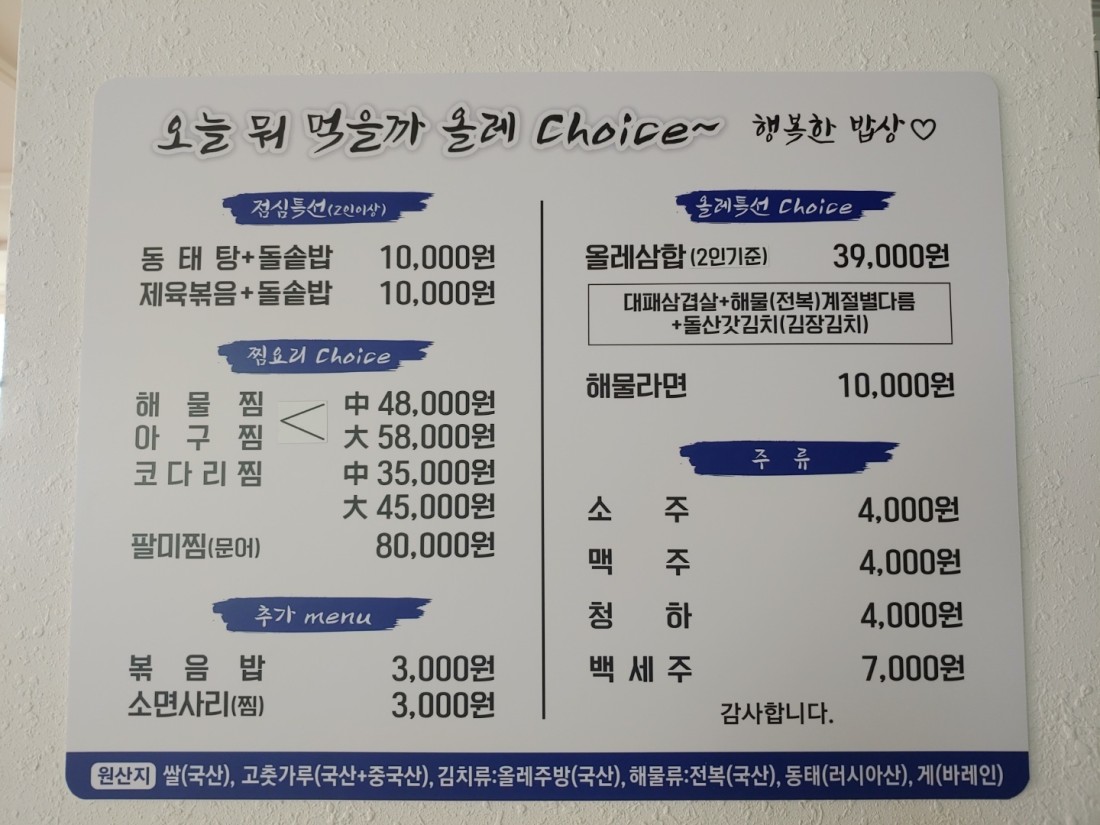 오늘 뭐 먹을까 올레 Choice~ 행복한 밥상♡
점심특선(2인이상)
동태탕+돌솥밥 10,000원
제육볶음+돌솥밥 10,000원
찜요리 Choice
해물찜 < 中 48,000원
아구찜 大 58,000원
코다리찜 中 35,000원
大 45,000원
팔미찜(문어) 80,000원
추가 menu
볶음밥 3,000원
소면사리(찜) 3,000원
올레특선 Choice
올레삼합(2인기준) 39,000원
대패삼겹살+해물(전복)계절별다름
+돌산갓김치(김장김치)
해물라면 10,000원
주류
소주 4,000원
맥주 4,000원
청하 4,000원
백세주 7,000원
감사합니다.
원산지 쌀(국산), 고춧가루(국산+중국산), 김치류:올레주방(국산), 해물류:전복(국산), 동태(러시아산), 게(바레인)